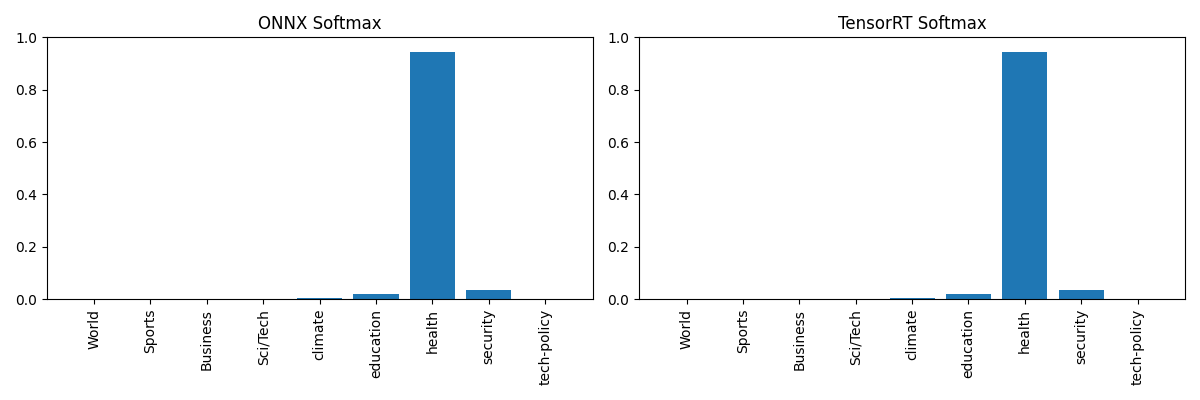 ONNX Softmax
1.0
0.8
0.6
0.4
0.2
0.0
World
Sports
Business
Sci/Tech
climate
education
health
security
tech-policy
TensorRT Softmax
1.0
0.8
0.6
0.4
0.2
0.0
World
Sports
Business
Sci/Tech
climate
education
health
security
tech-policy